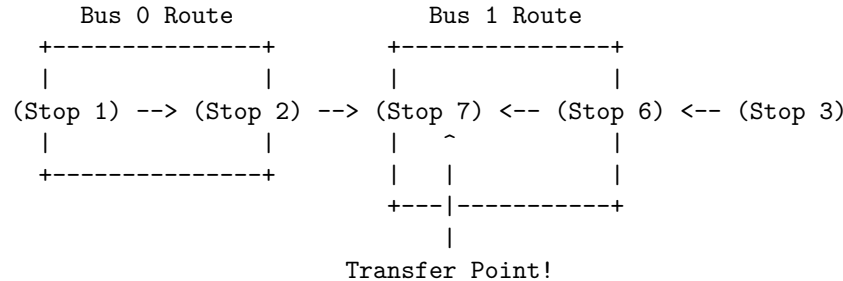 Bus 0 Route Bus 1 Route
(Stop 1) --> (Stop 2) --> (Stop 7) <-- (Stop 6) <-- (Stop 3)
Transfer Point!